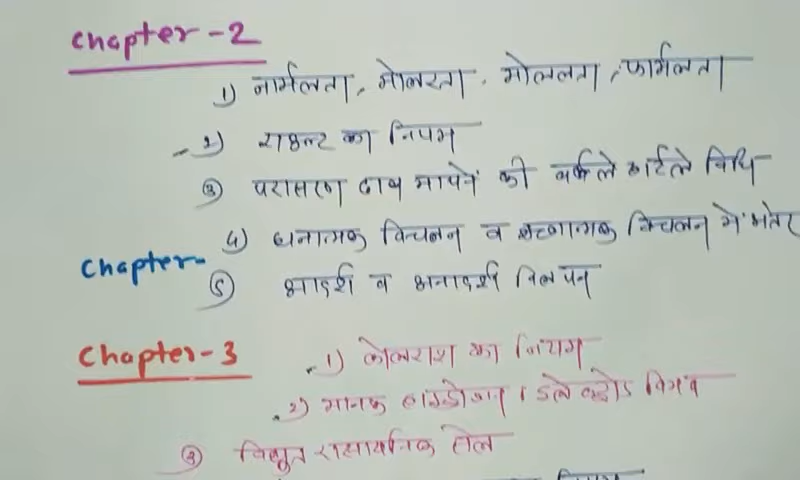 Chapter-2
1) नार्मलता, मोलरता, मोललता, फार्मलता
2) राऊल्ट का नियम
3) परासरण दाब मापने की बर्कले हार्टले विधि
4) धनात्मक विचलन व ऋणात्मक विचलन में अंतर
Chapter-
5) आदर्श व अनादर्श विलयन
Chapter-3
1) कोलराश का नियम
2) मानक हाइड्रोजन इलेक्ट्रोड विभव
3) विद्युत रासायनिक सेल